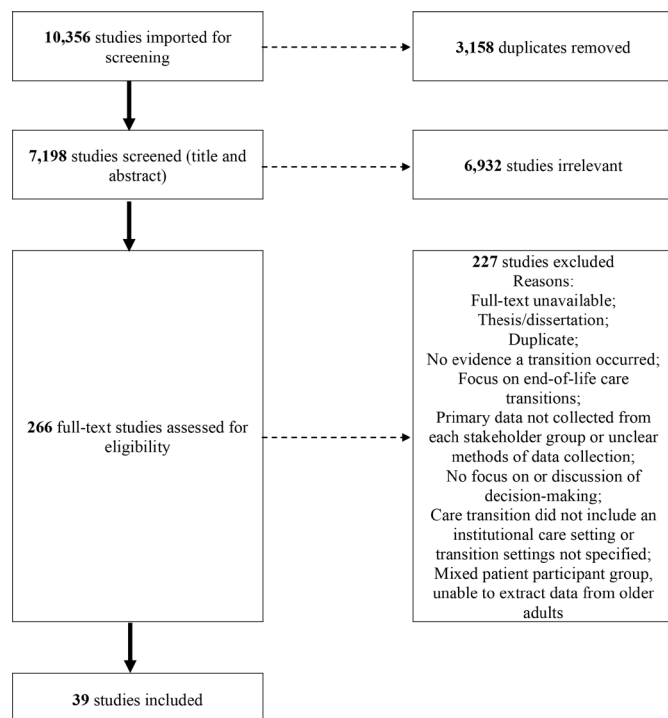 10,356 studies imported for
screening
3,158 duplicates removed
7,198 studies screened (title and
abstract)
6,932 studies irrelevant
266 full-text studies assessed for
eligibility
227 studies excluded
Reasons:
Full-text unavailable;
Thesis/dissertation;
Duplicate;
No evidence a transition occurred;
Focus on end-of-life care
transitions;
Primary data not collected from
each stakeholder group or unclear
methods of data collection;
No focus on or discussion of
decision-making;
Care transition did not include an
institutional care setting or
transition settings not specified;
Mixed patient participant group,
unable to extract data from older
adults
39 studies included